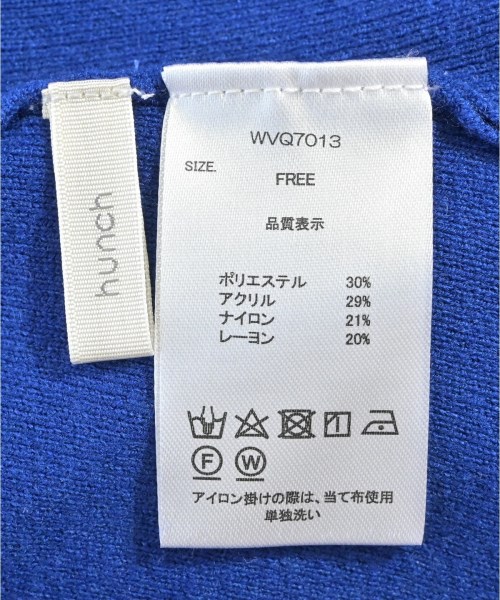 hunch
WVQ7013
SIZE.
FREE
品質表示
ポリエステル 30%
アクリル 29%
ナイロン 21%
レーヨン 20%
F W
アイロン掛けの際は、当て布使用
単独洗い